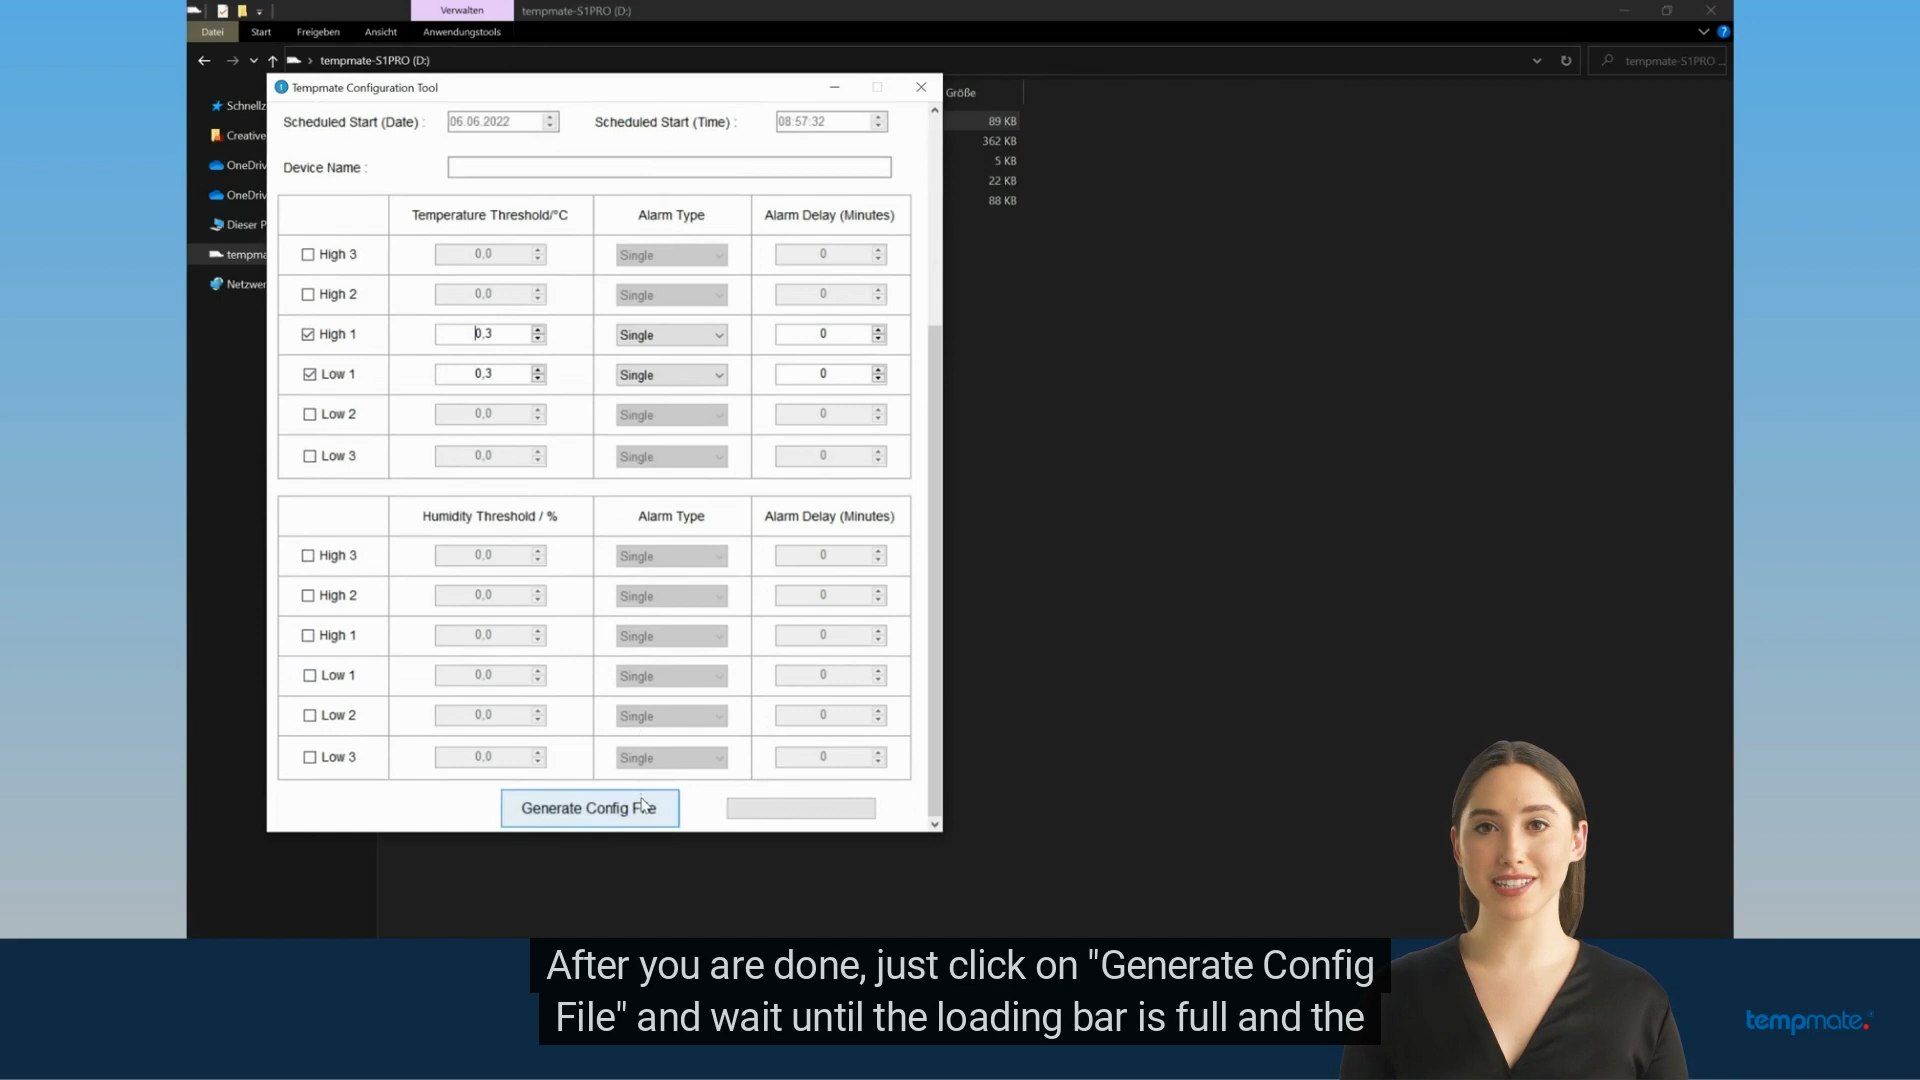 Verwalten tempmate-S1PRO (D:)
Datei Start Freigeben Ansicht Anwendungstools
tempmate-S1PRO (D:) tempmate-S1PRO ...
Tempmate Configuration Tool
Größe
Schnellz
Creative
OneDriv
OneDriv
Dieser P
tempma
Netzwer
89 KB
362 KB
5 KB
22 KB
88 KB
Scheduled Start (Date) : 06.06.2022 Scheduled Start (Time) : 08:57:32
Device Name :
Temperature Threshold/°C Alarm Type Alarm Delay (Minutes)
High 3 0,0 Single 0
High 2 0,0 Single 0
High 1 0,3 Single 0
Low 1 0,3 Single 0
Low 2 0,0 Single 0
Low 3 0,0 Single 0
Humidity Threshold / % Alarm Type Alarm Delay (Minutes)
High 3 0,0 Single 0
High 2 0,0 Single 0
High 1 0,0 Single 0
Low 1 0,0 Single 0
Low 2 0,0 Single 0
Low 3 0,0 Single 0
Generate Config File
After you are done, just click on "Generate Config
File" and wait until the loading bar is full and the
tempmate.